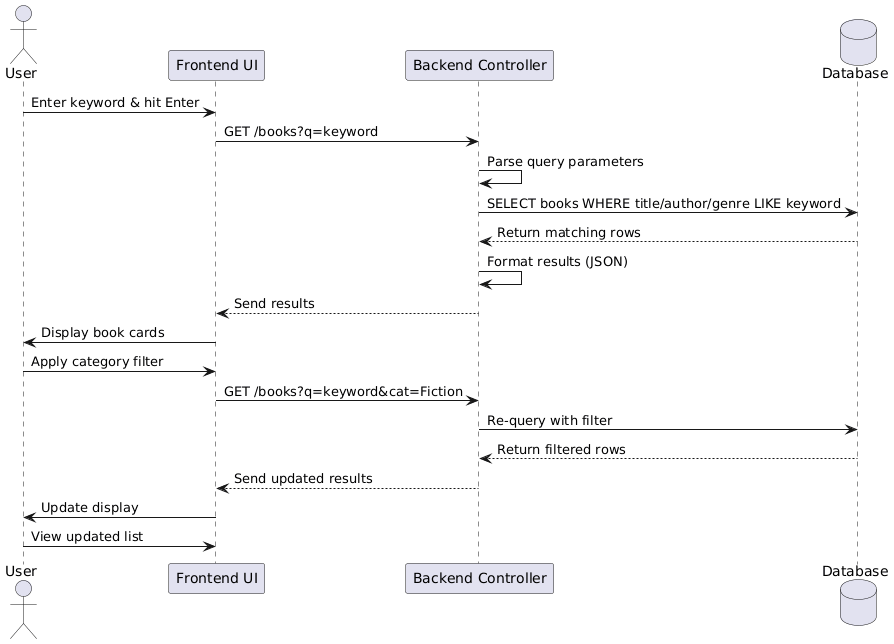 User
Frontend UI
Backend Controller
Database
Enter keyword & hit Enter
GET /books?q=keyword
Parse query parameters
SELECT books WHERE title/author/genre LIKE keyword
Return matching rows
Format results (JSON)
Send results
Display book cards
Apply category filter
GET /books?q=keyword&cat=Fiction
Re-query with filter
Return filtered rows
Send updated results
Update display
View updated list
User
Frontend UI
Backend Controller
Database